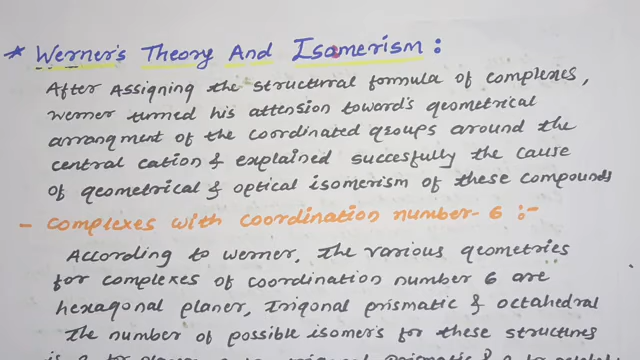 * Werner's Theory And Isomerism :
After Assigning the structural formula of complexes,
werner turned his attension toward's geometrical
arrangment of the coordinated groups around the
central cation & explained succesfully the cause
of geometrical & optical isomerism of these compounds
- Complexes with coordination number-6 :-
According to werner, the various geometries
for complexes of coordination number 6 are
hexagonal planer, trigonal prismatic & octahedral
The number of possible isomer's for these structures